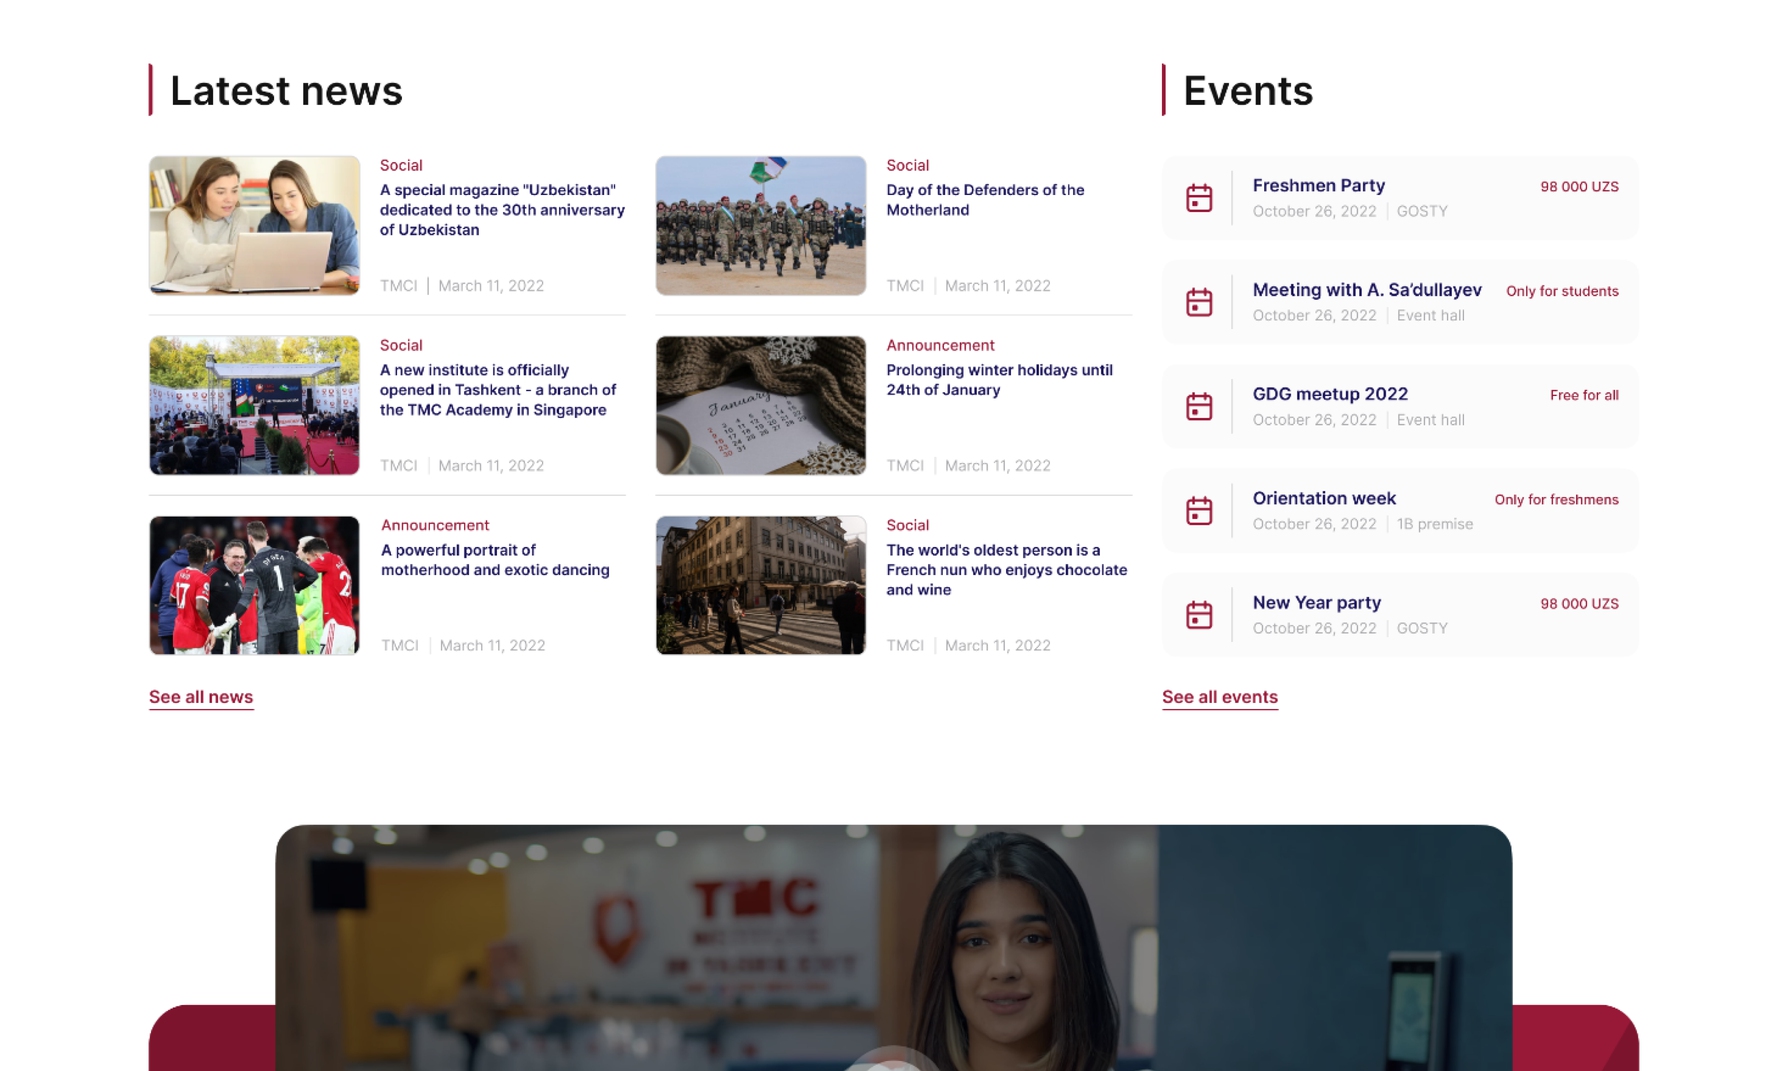 Latest news
Social
A special magazine "Uzbekistan"
dedicated to the 30th anniversary
of Uzbekistan
TMCI | March 11, 2022
Social
Day of the Defenders of the
Motherland
TMCI | March 11, 2022
Social
A new institute is officially
opened in Tashkent - a branch of
the TMC Academy in Singapore
TMCI | March 11, 2022
January
Announcement
Prolonging winter holidays until
24th of January
TMCI | March 11, 2022
17
1
Announcement
A powerful portrait of
motherhood and exotic dancing
TMCI | March 11, 2022
Social
The world's oldest person is a
French nun who enjoys chocolate
and wine
TMCI | March 11, 2022
See all news
Events
Freshmen Party
98 000 UZS
October 26, 2022 | GOSTY
Meeting with A. Sa’dullayev
Only for students
October 26, 2022 | Event hall
GDG meetup 2022
Free for all
October 26, 2022 | Event hall
Orientation week
Only for freshmens
October 26, 2022 | 1B premise
New Year party
98 000 UZS
October 26, 2022 | GOSTY
See all events
TMC
INSTITUTE
IN TASHKENT